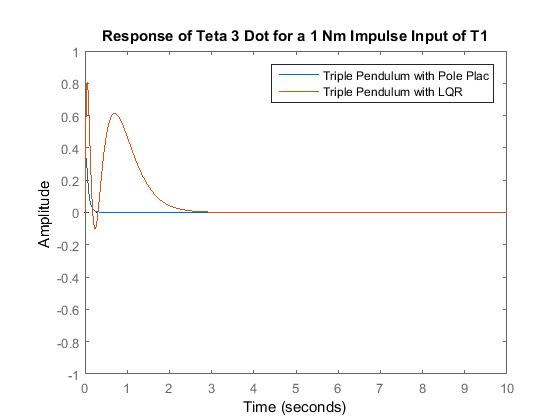 Response of Teta 3 Dot for a 1 Nm Impulse Input of T1
1
0.8
0.6
0.4
0.2
0
-0.2
-0.4
-0.6
-0.8
-1
Amplitude
Triple Pendulum with Pole Plac
Triple Pendulum with LQR
0 1 2 3 4 5 6 7 8 9 10
Time (seconds)